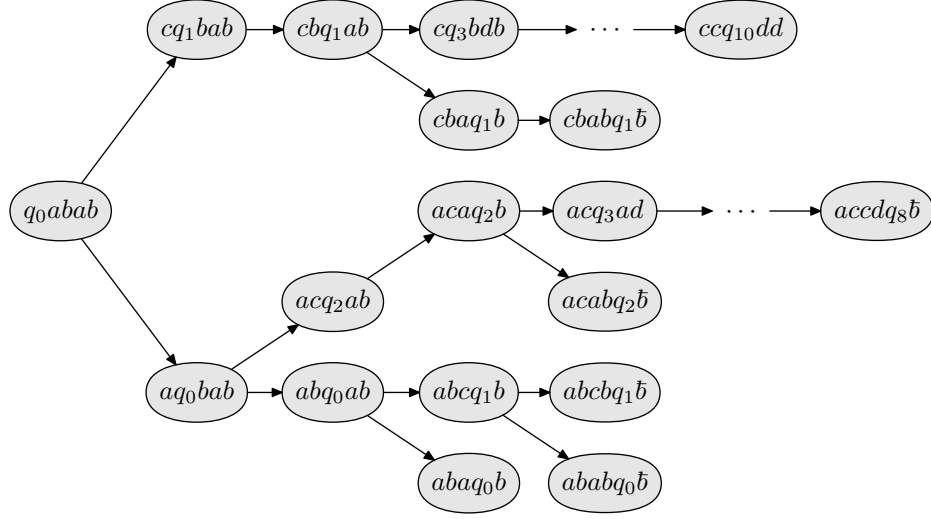 cq₁bab cbq₁ab cq₃bdb ··· ccq₁₀dd
cbaq₁b cbabq₁ƀ
q₀abab acaq₂b acq₃ad ··· accdq₈ƀ
acq₂ab acabq₂ƀ
aq₀bab abq₀ab abcq₁b abcbq₁ƀ
abaq₀b ababq₀ƀ